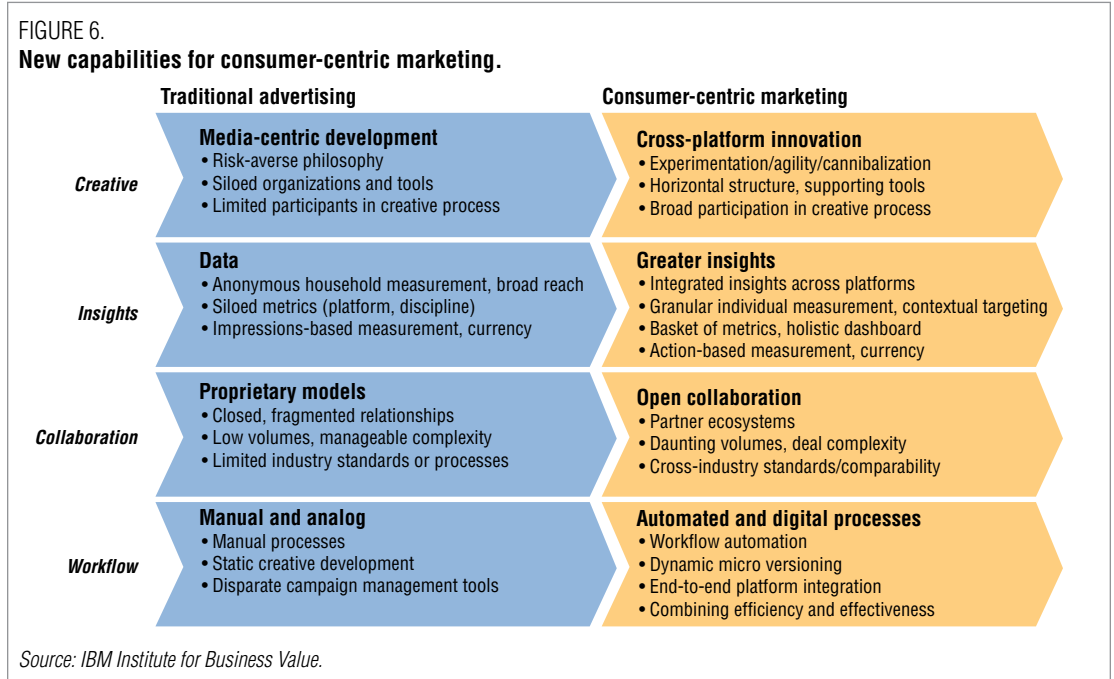 FIGURE 6.
New capabilities for consumer-centric marketing.
Traditional advertising
Consumer-centric marketing
Creative
Media-centric development
• Risk-averse philosophy
• Siloed organizations and tools
• Limited participants in creative process
Cross-platform innovation
• Experimentation/agility/cannibalization
• Horizontal structure, supporting tools
• Broad participation in creative process
Insights
Data
• Anonymous household measurement, broad reach
• Siloed metrics (platform, discipline)
• Impressions-based measurement, currency
Greater insights
• Integrated insights across platforms
• Granular individual measurement, contextual targeting
• Basket of metrics, holistic dashboard
• Action-based measurement, currency
Collaboration
Proprietary models
• Closed, fragmented relationships
• Low volumes, manageable complexity
• Limited industry standards or processes
Open collaboration
• Partner ecosystems
• Daunting volumes, deal complexity
• Cross-industry standards/comparability
Workflow
Manual and analog
• Manual processes
• Static creative development
• Disparate campaign management tools
Automated and digital processes
• Workflow automation
• Dynamic micro versioning
• End-to-end platform integration
• Combining efficiency and effectiveness
Source: IBM Institute for Business Value.